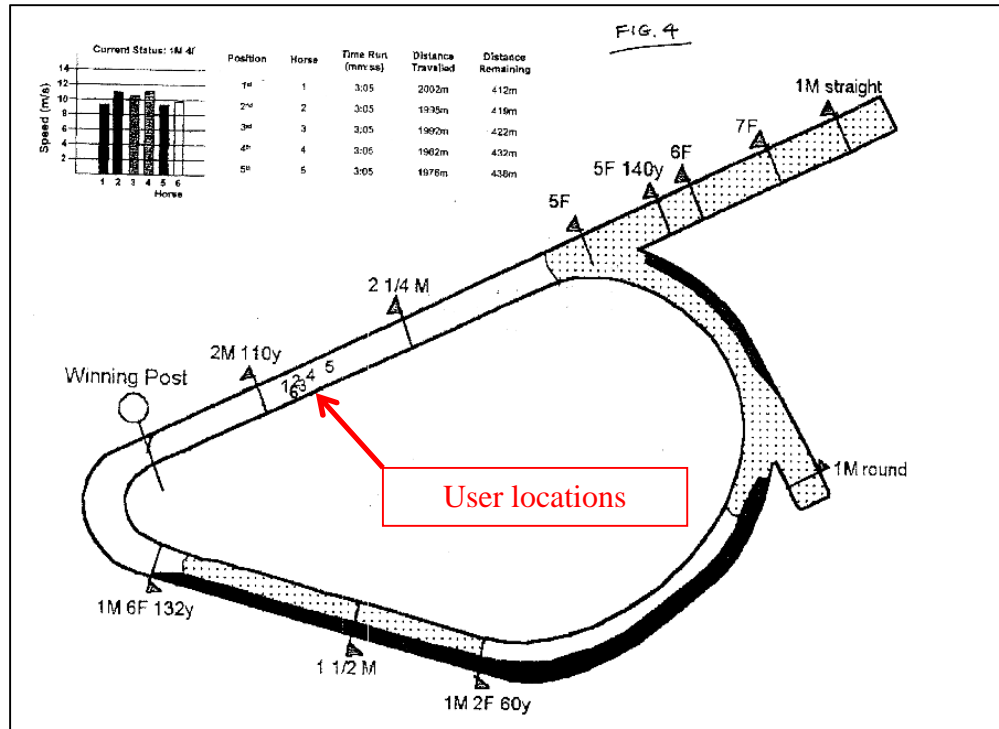 FIG. 4
Current Status: 1M 4f
Speed (m/s)
14
12
10
8
6
4
2
1 2 3 4 5 6
Horse
Position Horse Time Run (mm:ss) Distance Travelled Distance Remaining
1st 1 3:05 2002m 412m
2nd 2 3:05 1995m 419m
3rd 3 3:05 1992m 422m
4th 4 3:05 1982m 432m
5th 5 3:05 1976m 438m
1M straight
7F
6F
5F 140y
5F
2 1/4 M
2M 110y
1 2 3 4 5 6
Winning Post
User locations
1M round
1M 6F 132y
1 1/2 M
1M 2F 60y